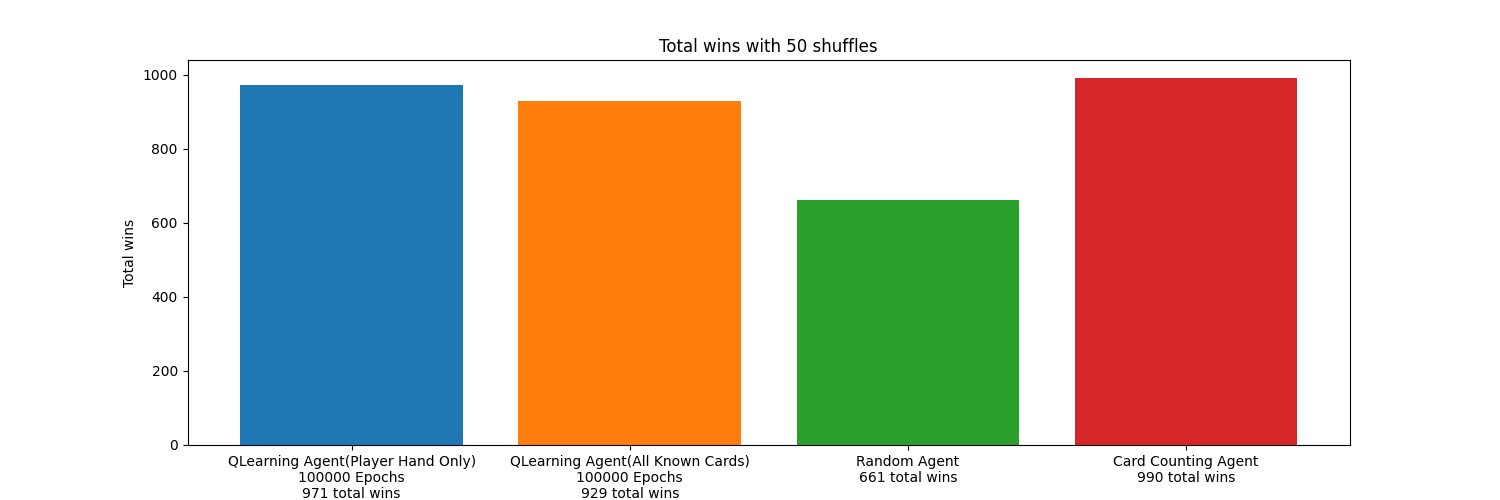 Total wins with 50 shuffles
1000
800
600
400
200
0
Total wins
QLearning Agent(Player Hand Only)
100000 Epochs
971 total wins
QLearning Agent(All Known Cards)
100000 Epochs
929 total wins
Random Agent
661 total wins
Card Counting Agent
990 total wins